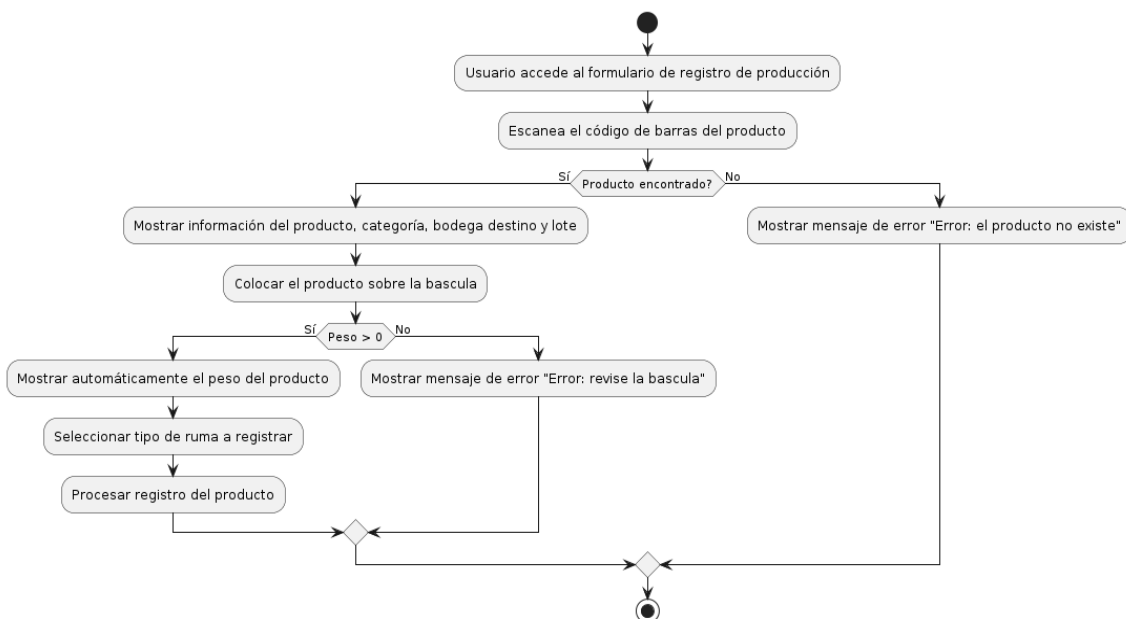 Usuario accede al formulario de registro de producción
Escanea el código de barras del producto
Sí
Producto encontrado?
No
Mostrar información del producto, categoría, bodega destino y lote
Mostrar mensaje de error "Error: el producto no existe"
Colocar el producto sobre la bascula
Sí
Peso > 0
No
Mostrar automáticamente el peso del producto
Mostrar mensaje de error "Error: revise la bascula"
Seleccionar tipo de ruma a registrar
Procesar registro del producto